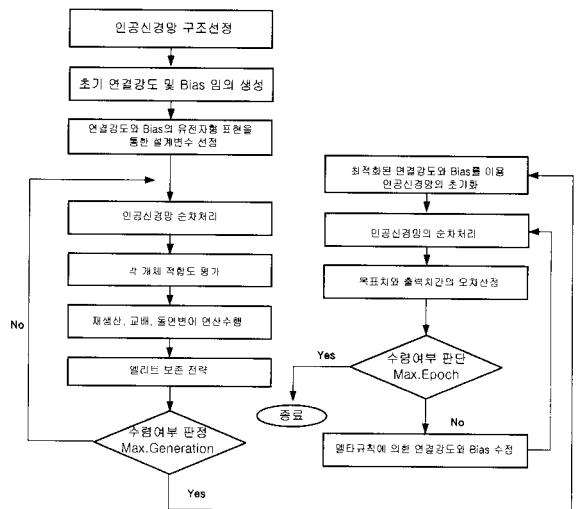 인공신경망 구조선정
초기 연결강도 및 Bias 임의 생성
연결강도와 Bias의 유전자형 표현을
통한 설계변수 선정
인공신경망 순차처리
각 개체 적합도 평가
재생산, 교배, 돌연변이 연산수행
엘리트 보존 전략
수렴여부 판정
Max.Generation
No
Yes
최적화된 연결강도와 Bias를 이용
인공신경망의 초기화
인공신경망의 순차처리
목표치와 출력치간의 오차산정
수렴여부 판단
Max.Epoch
Yes
종료
No
델타규칙에 의한 연결강도와 Bias 수정